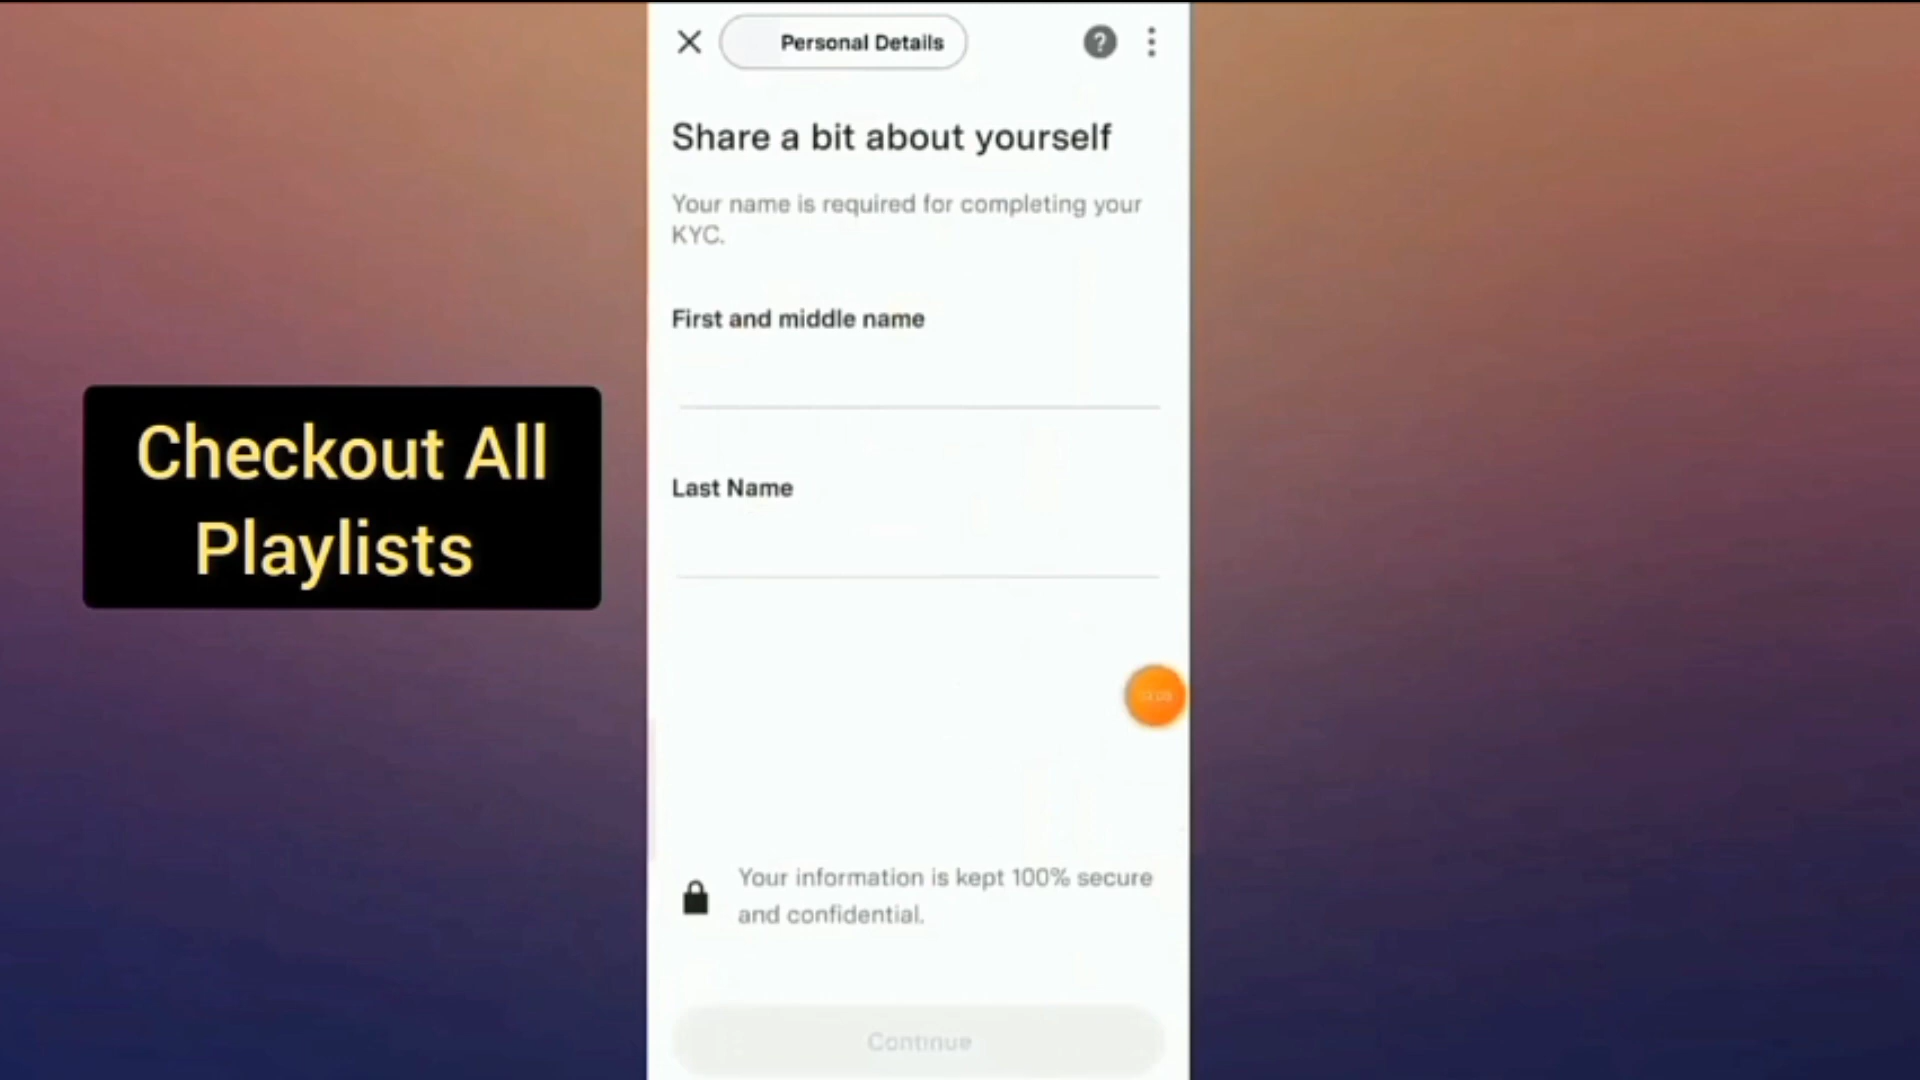 Personal Details
?
Share a bit about yourself
Your name is required for completing your
KYC.
First and middle name
Checkout All
Playlists
Last Name
Your information is kept 100% secure
and confidential.
Continue